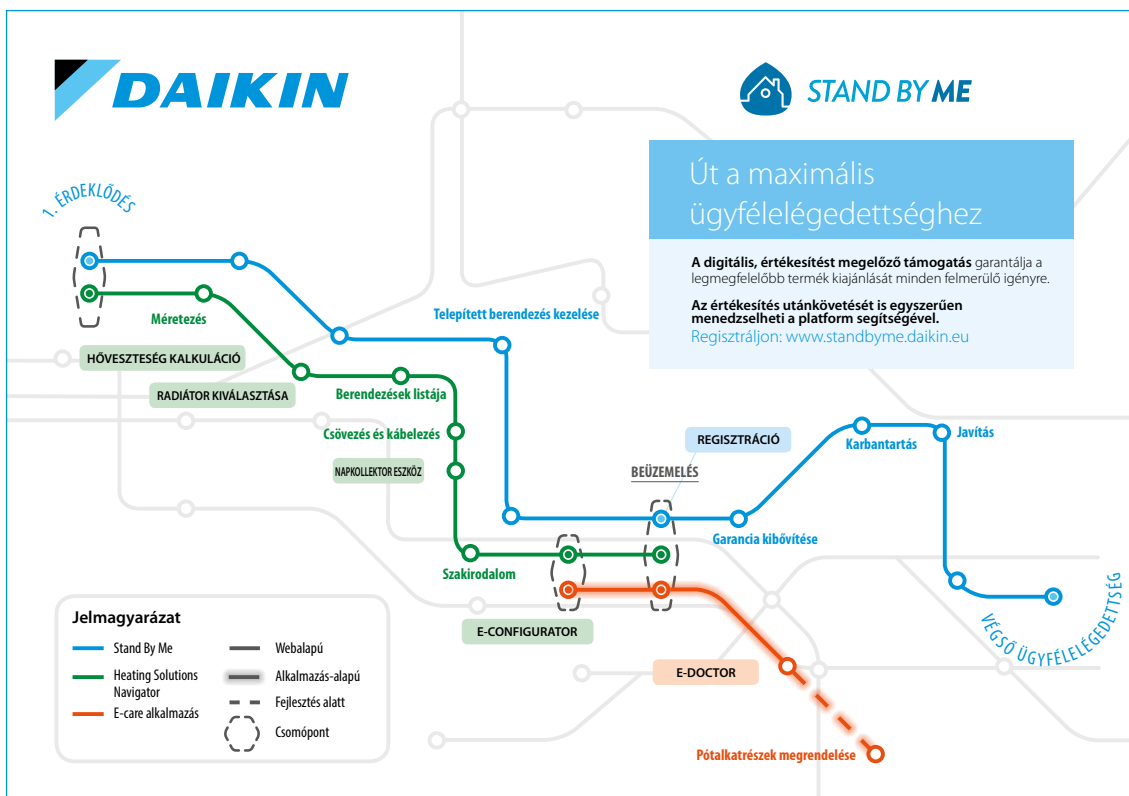 DAIKIN
STAND BY ME
Út a maximális
ügyfélelégedettséghez
A digitális, értékesítést megelőző támogatás garantálja a
legmegfelelőbb termék kiajánlását minden felmerülő igényre.
Az értékesítés utánkövetését is egyszerűen
menedzselheti a platform segítségével.
Regisztráljon: www.standbyme.daikin.eu
1. ÉRDEKLŐDÉS
Méretezés
HŐVESZTESÉG KALKULÁCIÓ
RADIÁTOR KIVÁLASZTÁSA
Telepített berendezés kezelése
Berendezések listája
Csövezés és kábelezés
NAPKOLLEKTOR ESZKÖZ
REGISZTRÁCIÓ
BEÜZEMELÉS
Karbantartás
Javítás
Garancia kibővítése
Szakirodalom
E-CONFIGURATOR
E-DOCTOR
Pótalkatrészek megrendelése
VÉGSŐ ÜGYFÉLELÉGEDETTSÉG
Jelmagyarázat
Stand By Me
Heating Solutions
Navigator
E-care alkalmazás
Webalapú
Alkalmazás-alapú
Fejlesztés alatt
Csomópont